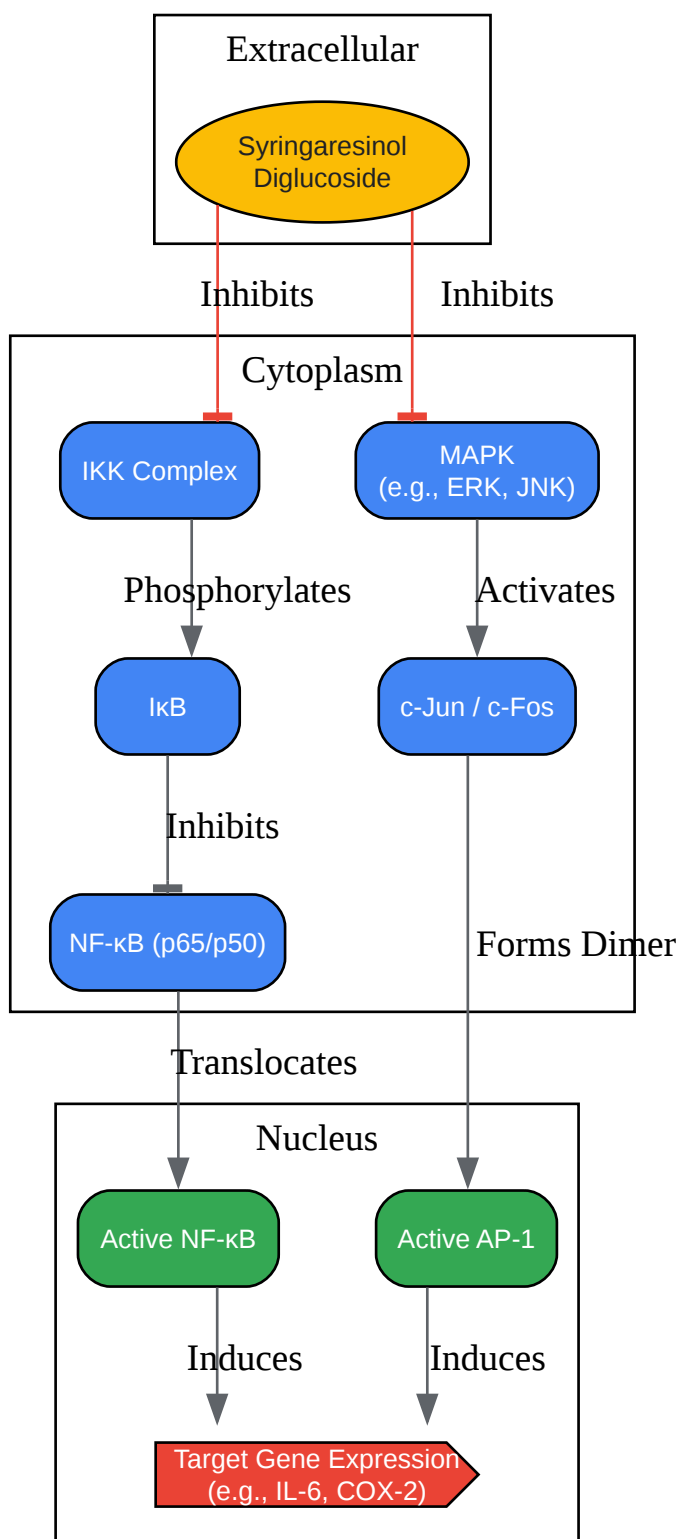 Extracellular
Syringaresinol
Diglucoside
Inhibits
Inhibits
Cytoplasm
IKK Complex
MAPK
(e.g., ERK, JNK)
Phosphorylates
Activates
IκB
c-Jun / c-Fos
Inhibits
NF-κB (p65/p50)
Forms Dimer
Translocates
Nucleus
Active NF-κB
Active AP-1
Induces
Induces
Target Gene Expression
(e.g., IL-6, COX-2)